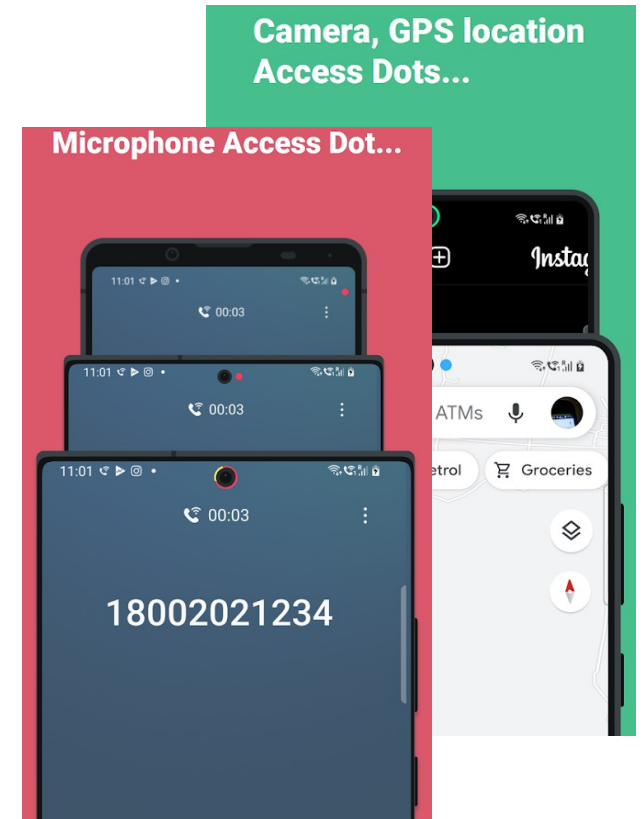 Camera, GPS location
Access Dots...
Microphone Access Dot...
11:01
00:03
11:01
00:03
11:01
00:03
18002021234
Instag
ATMs
etrol
Groceries